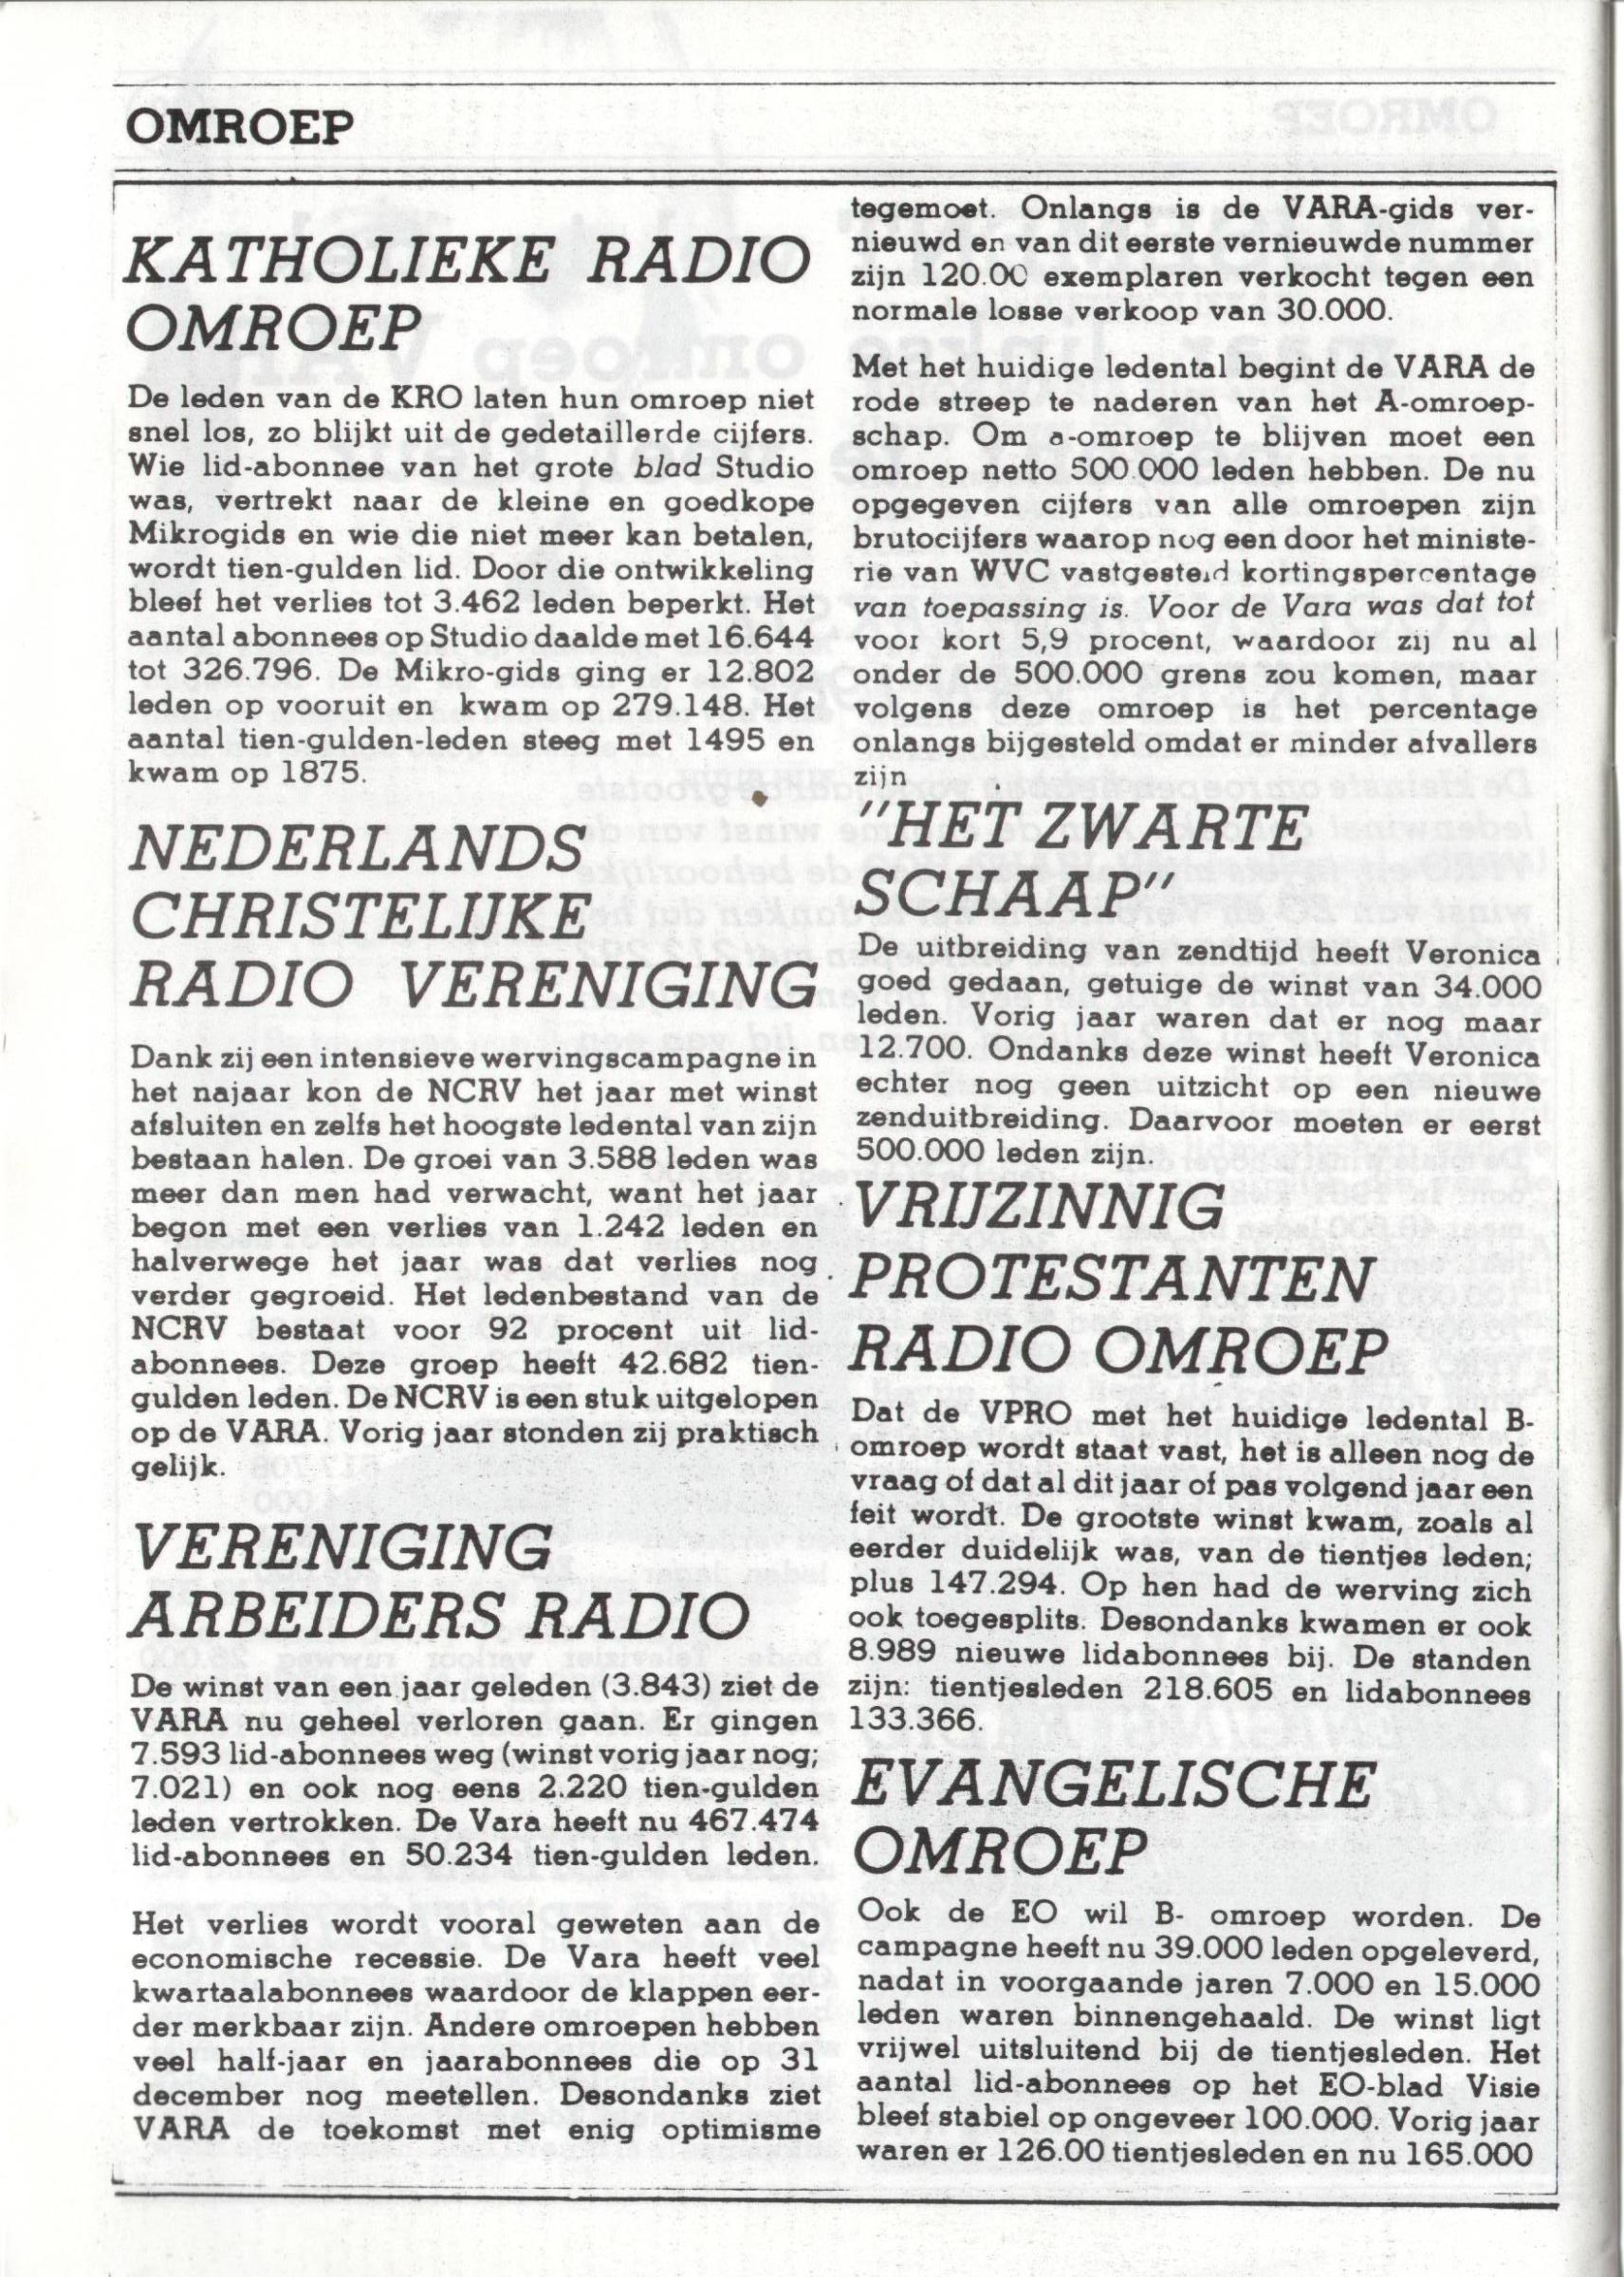 OMROEP
KATHOLIEKE RADIO
OMROEP
De leden van de KRO laten hun omroep niet
snel los, zo blijkt uit de gedetaillerde cijfers.
Wie lid-abonnee van het grote blad Studio
was, vertrekt naar de kleine en goedkope
Mikrogids en wie die niet meer kan betalen,
wordt tien-gulden lid. Door die ontwikkeling
bleef het verlies tot 3.462 leden beperkt. Het
aantal abonnees op Studio daalde met 16.644
tot 326.796. De Mikro-gids ging er 12.802
leden op vooruit en kwam op 279.148. Het
aantal tien-gulden-leden steeg met 1495 en
kwam op 1875.
NEDERLANDS
CHRISTELIJKE
RADIO VERENIGING
Dank zij een intensieve wervingscampagne in
het najaar kon de NCRV het jaar met winst
afsluiten en zelfs het hoogste ledental van zijn
bestaan halen. De groei van 3.588 leden was
meer dan men had verwacht, want het jaar
begon met een verlies van 1.242 leden en
halverwege het jaar was dat verlies nog
verder gegroeid. Het ledenbestand van de
NCRV bestaat voor 92 procent uit lid-
abonnees. Deze groep heeft 42.682 tien-
gulden leden. De NCRV is een stuk uitgelopen
op de VARA. Vorig jaar stonden zij praktisch
gelijk.
VERENIGING
ARBEIDERS RADIO
De winst van een jaar geleden (3.843) ziet de
VARA nu geheel verloren gaan. Er gingen
7.593 lid-abonnees weg (winst vorig jaar nog;
7.021) en ook nog eens 2.220 tien-gulden
leden vertrokken. De Vara heeft nu 467.474
lid-abonnees en 50.234 tien-gulden leden.
Het verlies wordt vooral geweten aan de
economische recessie. De Vara heeft veel
kwartaalabonnees waardoor de klappen eer-
der merkbaar zijn. Andere omroepen hebben
veel half-jaar en jaarabonnees die op 31
december nog meetellen. Desondanks ziet
VARA de toekomst met enig optimisme
tegemoet. Onlangs is de VARA-gids ver-
nieuwd en van dit eerste vernieuwde nummer
zijn 120.00 exemplaren verkocht tegen een
normale losse verkoop van 30.000.
Met het huidige ledental begint de VARA de
rode streep te naderen van het A-omroep-
schap. Om a-omroep te blijven moet een
omroep netto 500.000 leden hebben. De nu
opgegeven cijfers van alle omroepen zijn
brutocijfers waarop nog een door het ministe-
rie van WVC vastgesteld kortingspercentage
van toepassing is. Voor de Vara was dat tot
voor kort 5,9 procent, waardoor zij nu al
onder de 500.000 grens zou komen, maar
volgens deze omroep is het percentage
onlangs bijgesteld omdat er minder afvallers
zijn
"HET ZWARTE
SCHAAP"
De uitbreiding van zendtijd heeft Veronica
goed gedaan, getuige de winst van 34.000
leden. Vorig jaar waren dat er nog maar
12.700. Ondanks deze winst heeft Veronica
echter nog geen uitzicht op een nieuwe
zenduitbreiding. Daarvoor moeten er eerst
500.000 leden zijn.
VRIJZINNIG
PROTESTANTEN
RADIO OMROEP
Dat de VPRO met het huidige ledental B-
omroep wordt staat vast, het is alleen nog de
vraag of dat al dit jaar of pas volgend jaar een
feit wordt. De grootste winst kwam, zoals al
eerder duidelijk was, van de tientjes leden;
plus 147.294. Op hen had de werving zich
ook toegesplits. Desondanks kwamen er ook
8.989 nieuwe lidabonnees bij. De standen
zijn: tientjesleden 218.605 en lidabonnees
133.366.
EVANGELISCHE
OMROEP
Ook de EO wil B- omroep worden. De
campagne heeft nu 39.000 leden opgeleverd,
nadat in voorgaande jaren 7.000 en 15.000
leden waren binnengehaald. De winst ligt
vrijwel uitsluitend bij de tientjesleden. Het
aantal lid-abonnees op het EO-blad Visie
bleef stabiel op ongeveer 100.000. Vorig jaar
waren er 126.00 tientjesleden en nu 165.000